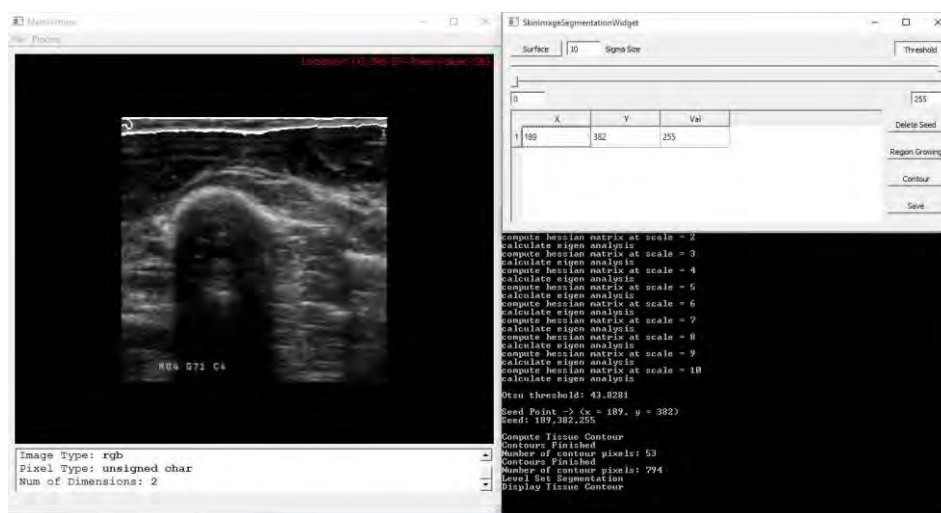 MainWindow
File Process
M04 G71 C4
Image Type: rgb
Pixel Type: unsigned char
Num of Dimensions: 2
SkinImageSegmentationWidget
Surface 10 Sigma Size Threshold
0 255
X Y Val
1 189 382 255
Delete Seed
Region Growing
Contour
Save
compute hessian matrix at scale = 2
calculate eigen analysis
compute hessian matrix at scale = 3
calculate eigen analysis
compute hessian matrix at scale = 4
calculate eigen analysis
compute hessian matrix at scale = 5
calculate eigen analysis
compute hessian matrix at scale = 6
calculate eigen analysis
compute hessian matrix at scale = 7
calculate eigen analysis
compute hessian matrix at scale = 8
calculate eigen analysis
compute hessian matrix at scale = 9
calculate eigen analysis
compute hessian matrix at scale = 10
calculate eigen analysis
Otsu threshold: 43.8281
Seed Point -> (x = 189, y = 382)
Seed: 189,382,255
Compute Tissue Contour
Contours Finished
Number of contour pixels: 53
Contours Finished
Number of contour pixels: 794
Level Set Segmentation
Display Tissue Contour